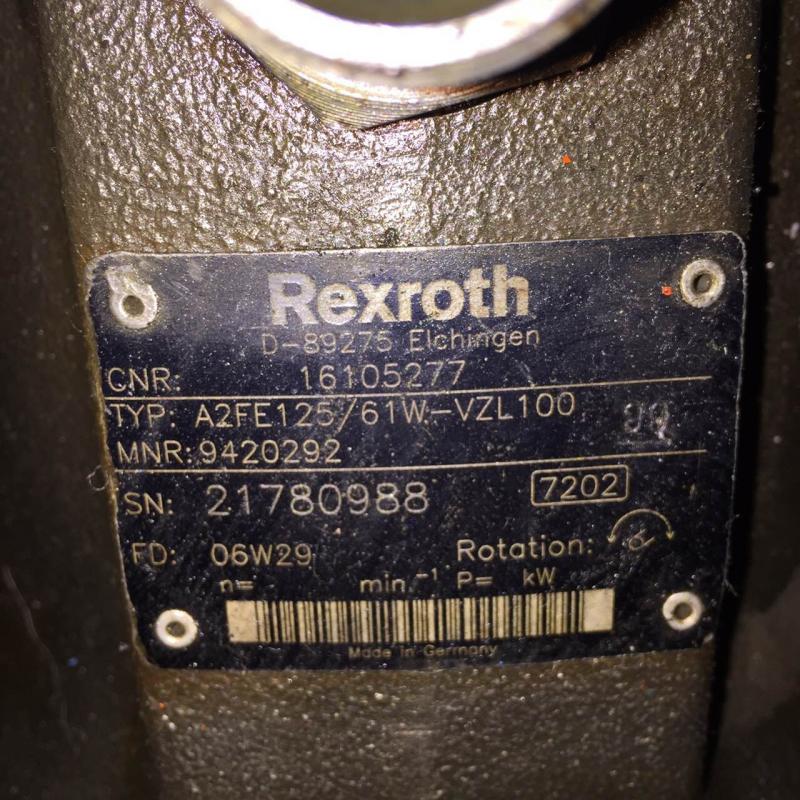 Rexroth
D-89275 Elchingen
CNR: 16105277
TYP: A2FE125/61W-VZL100
MNR: 9420292
SN: 21780988 7202
FD: 06W29 Rotation:
n= min.⁻¹ P= kW
Made in Germany